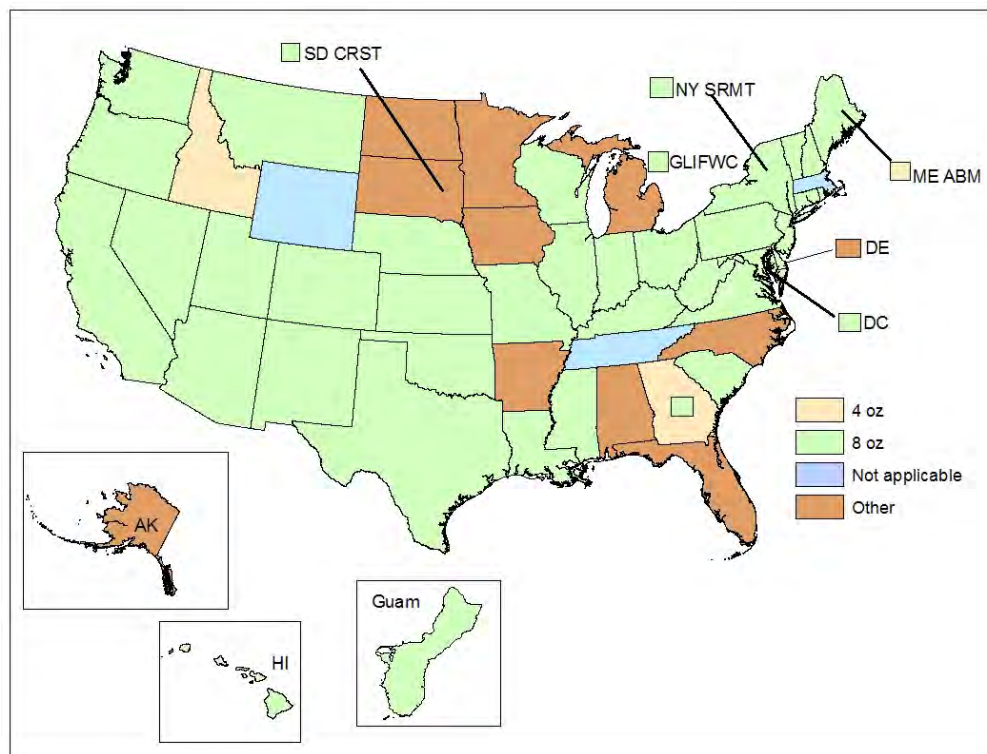 SD CRST
NY SRMT
GLIFWC
ME ABM
DE
DC
4 oz
8 oz
Not applicable
Other
AK
Guam
HI